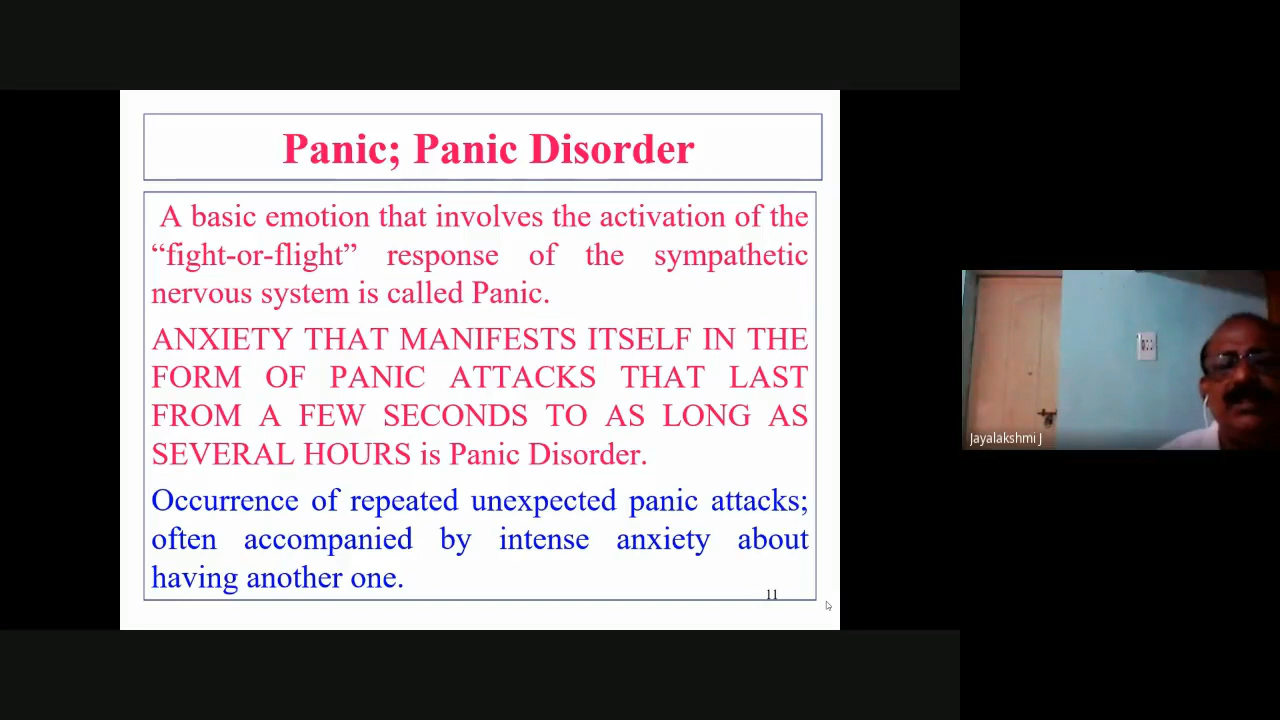 Panic; Panic Disorder
A basic emotion that involves the activation of the
“fight-or-flight” response of the sympathetic
nervous system is called Panic.
ANXIETY THAT MANIFESTS ITSELF IN THE
FORM OF PANIC ATTACKS THAT LAST
FROM A FEW SECONDS TO AS LONG AS
SEVERAL HOURS is Panic Disorder.
Occurrence of repeated unexpected panic attacks;
often accompanied by intense anxiety about
having another one.
11
Jayalakshmi J